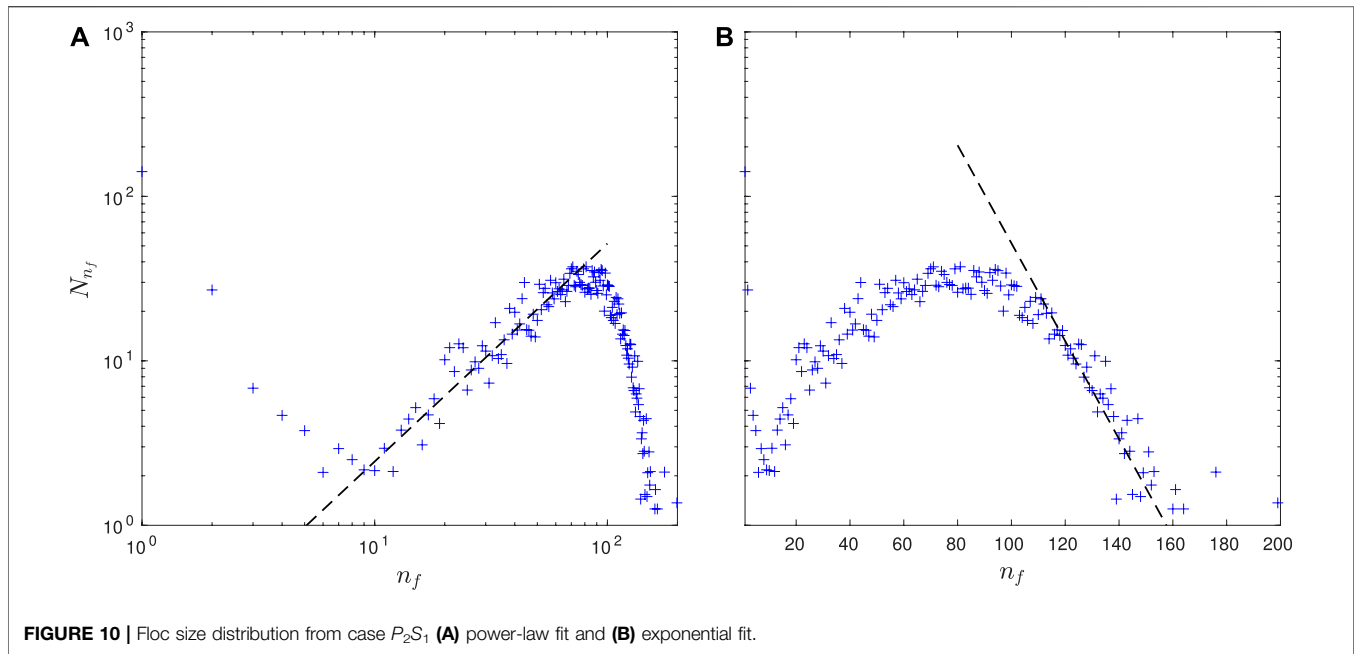 A
B
10^3
10^2
10^1
10^0
N_{n_f}
10^0
10^1
10^2
n_f
20
40
60
80
100
120
140
160
180
200
n_f
FIGURE 10 | Floc size distribution from case P_2S_1 (A) power-law fit and (B) exponential fit.